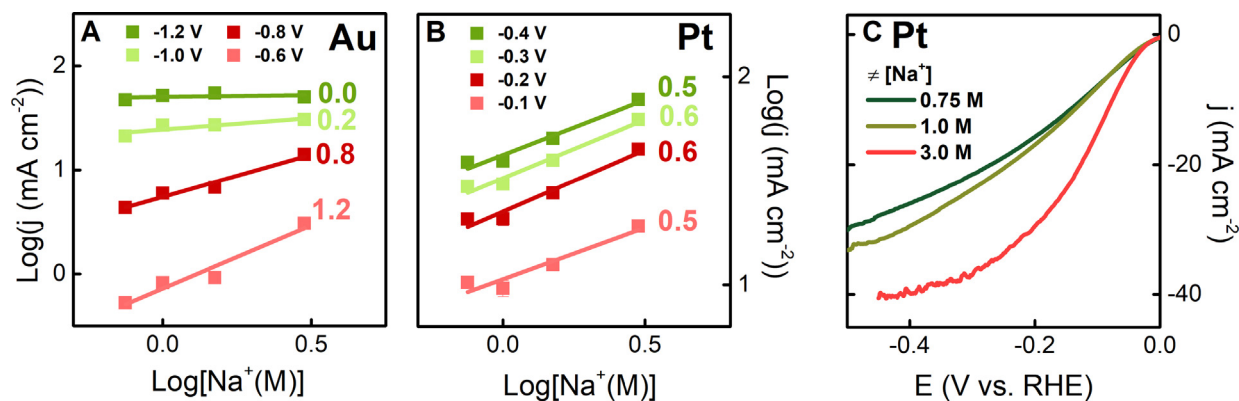 A
-1.2 V
-0.8 V
-1.0 V
-0.6 V
Au
0.0
0.2
0.8
1.2
2
1
0
Log(j (mA cm⁻²))
0.0
0.5
Log[Na⁺(M)]
B
Pt
-0.4 V
-0.3 V
-0.2 V
-0.1 V
0.5
0.6
0.6
0.5
2
1
Log(j (mA cm⁻²))
0.0
0.5
Log[Na⁺(M)]
C Pt
≠ [Na⁺]
0.75 M
1.0 M
3.0 M
0
-20
-40
j (mA cm⁻²)
-0.4
-0.2
0.0
E (V vs. RHE)